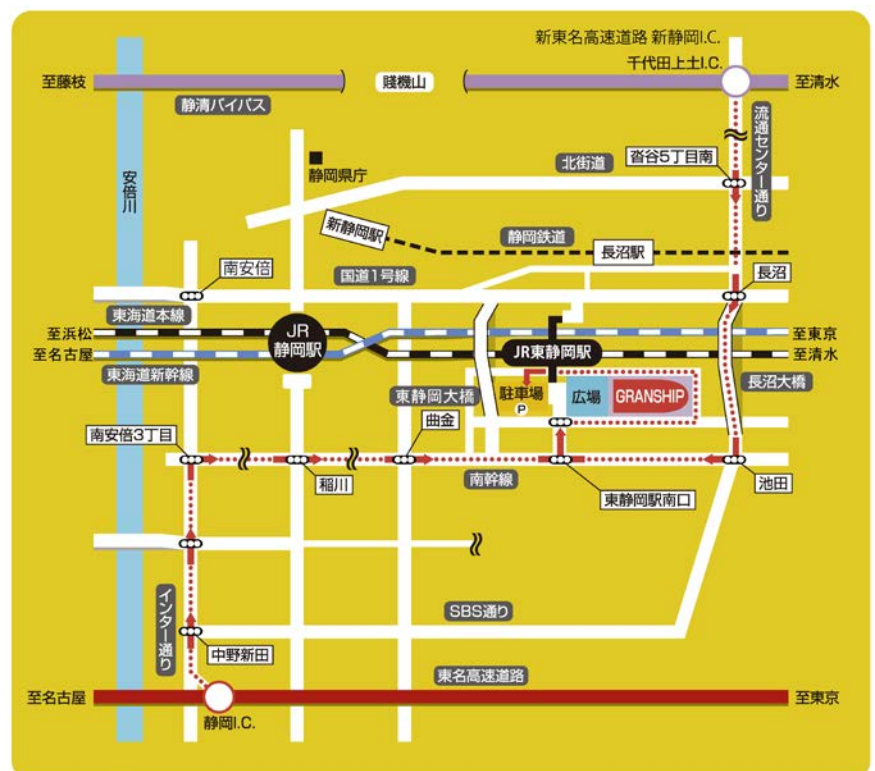 新東名高速道路 新静岡I.C.
千代田上土I.C.
至藤枝
賤機山
至清水
静清バイパス
流通センター通り
安倍川
静岡県庁
北街道
沓谷5丁目南
新静岡駅
静岡鉄道
長沼駅
南安倍
国道1号線
長沼
東海道本線
至浜松
JR
静岡駅
至東京
至名古屋
JR東静岡駅
至清水
東海道新幹線
東静岡大橋
駐車場
P
広場
GRANSHIP
長沼大橋
南安倍3丁目
曲金
稲川
南幹線
東静岡駅南口
池田
インター通り
SBS通り
中野新田
東名高速道路
至名古屋
至東京
静岡I.C.